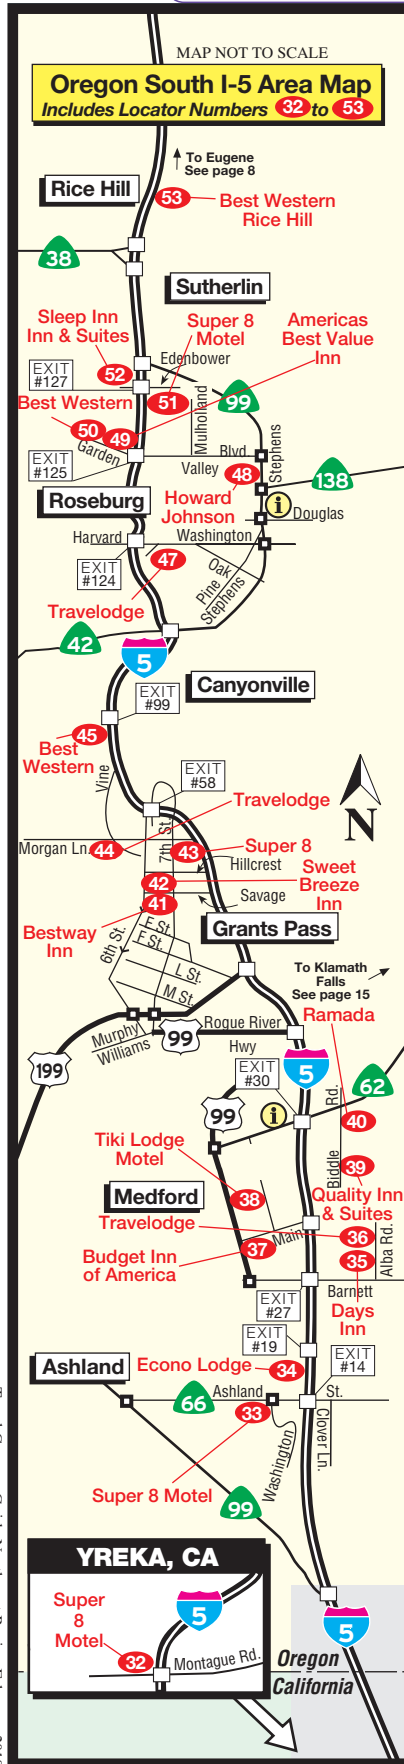 MAP NOT TO SCALE
Oregon South I-5 Area Map
Includes Locator Numbers 32 to 53
To Eugene
See page 8
Rice Hill
53
Best Western
Rice Hill
38
Sutherlin
Sleep Inn
Inn & Suites
52
Super 8
Motel
51
Americas
Best Value
Inn
EXIT
#127
Edenbower
Best Western
50
49
Mulholland
99
Garden
EXIT
#125
Valley
Blvd.
Stephens
48
138
Roseburg
Howard
Johnson
i
Douglas
Harvard
Washington
EXIT
#124
47
Oak
Pine
Stephens
Travelodge
42
5
Canyonville
EXIT
#99
45
Best
Western
Vine
EXIT
#58
N
Travelodge
7th St.
Morgan Ln.
44
43
Super 8
Hillcrest
42
Sweet
Breeze
Inn
41
Savage
Bestway
Inn
6th St.
E St.
F St.
Grants Pass
L St.
M St.
To Klamath
Falls
See page 15
Murphy
Williams
99
Rogue River
Hwy
Ramada
199
5
EXIT
#30
62
99
i
Rd.
40
Tiki Lodge
Motel
Biddle
39
Medford
38
Quality Inn
& Suites
Travelodge
36
Main
37
Budget Inn
of America
35
Alba Rd.
Barnett
EXIT
#27
Days
Inn
EXIT
#19
EXIT
#14
Ashland
Econo Lodge
34
66
Ashland
St.
33
Washington
Clover Ln.
Super 8 Motel
99
YREKA, CA
Super
8
Motel
5
32
Montague Rd.
5
Oregon
California